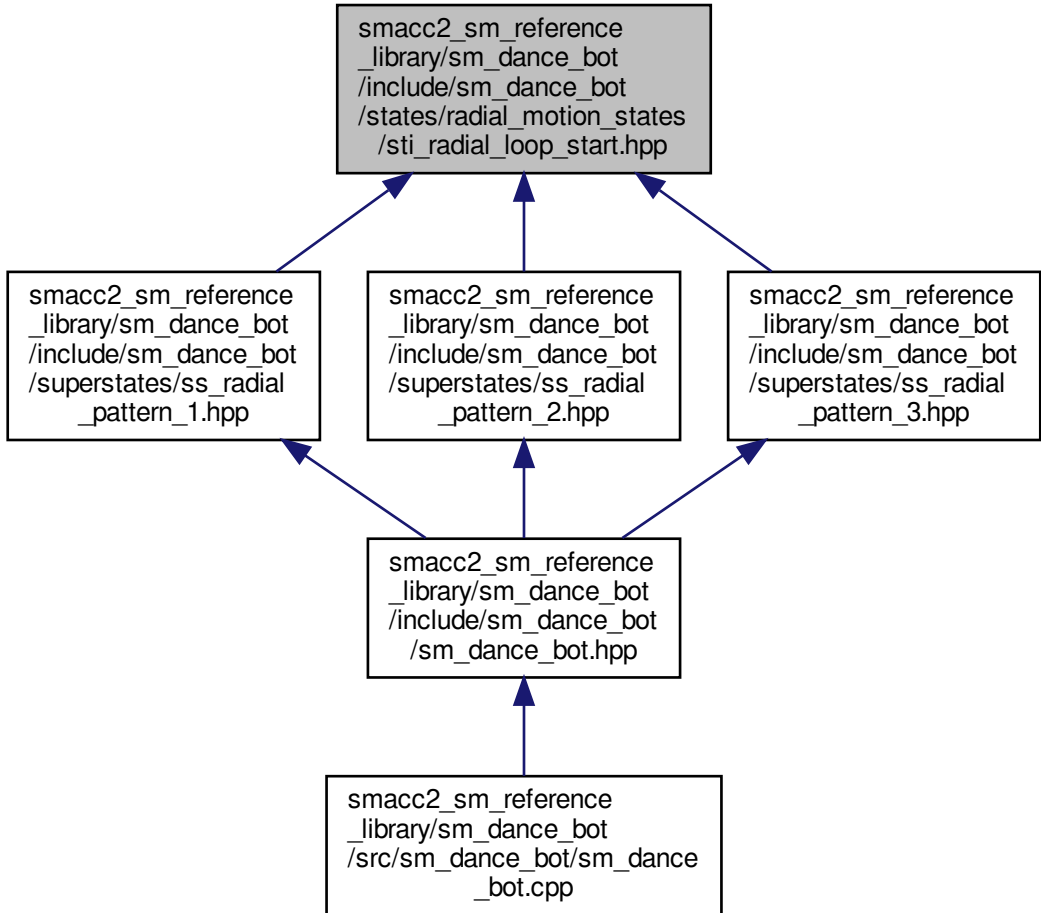 smacc2_sm_reference
_library/sm_dance_bot
/include/sm_dance_bot
/states/radial_motion_states
/sti_radial_loop_start.hpp
smacc2_sm_reference
_library/sm_dance_bot
/include/sm_dance_bot
/superstates/ss_radial
_pattern_1.hpp
smacc2_sm_reference
_library/sm_dance_bot
/include/sm_dance_bot
/superstates/ss_radial
_pattern_2.hpp
smacc2_sm_reference
_library/sm_dance_bot
/include/sm_dance_bot
/superstates/ss_radial
_pattern_3.hpp
smacc2_sm_reference
_library/sm_dance_bot
/include/sm_dance_bot
/sm_dance_bot.hpp
smacc2_sm_reference
_library/sm_dance_bot
/src/sm_dance_bot/sm_dance
_bot.cpp